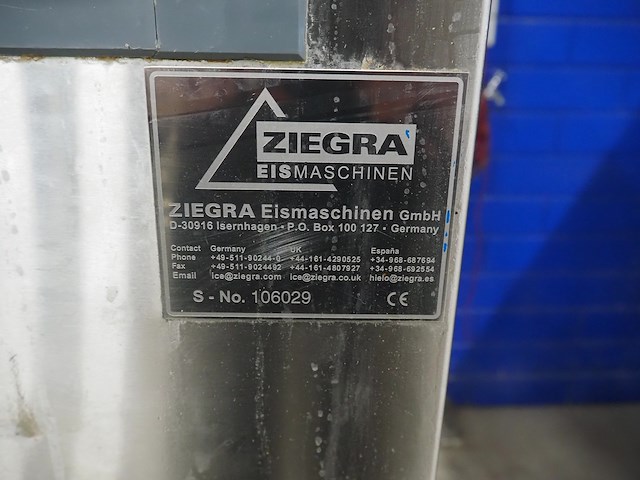 ZIEGRA
EISMASCHINEN
ZIEGRA Eismaschinen GmbH
D-30916 Isernhagen • P.O. Box 100 127 • Germany
Contact Germany UK España
Phone +49-511-90244-0 +44-161-4290525 +34-968-687694
Fax +49-511-9024492 +44-161-4807927 +34-968-692554
Email ice@ziegra.com ice@ziegra.co.uk hielo@ziegra.es
S - No. 106029 CE